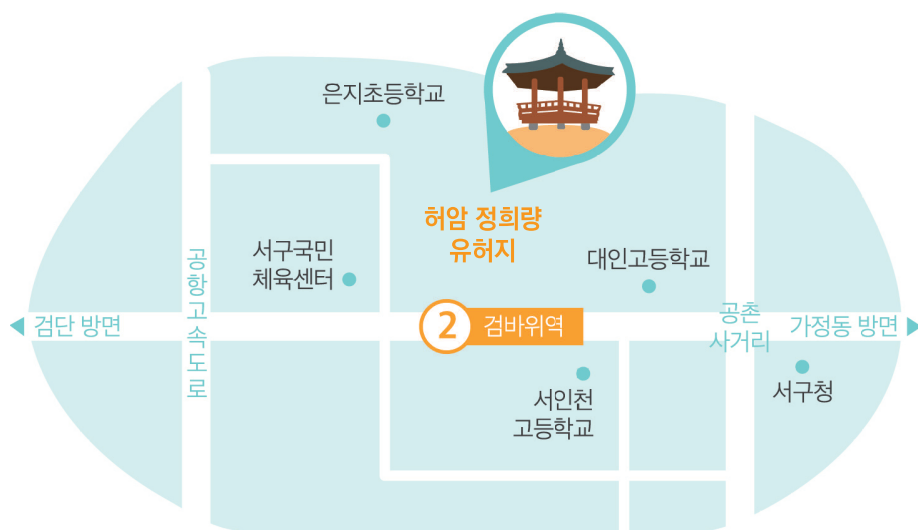 은지초등학교
허암 정희량
유허지
서구국민
체육센터
대인고등학교
공항고속도로
검단 방면
2 검바위역
공촌
사거리
가정동 방면
서인천
고등학교
서구청